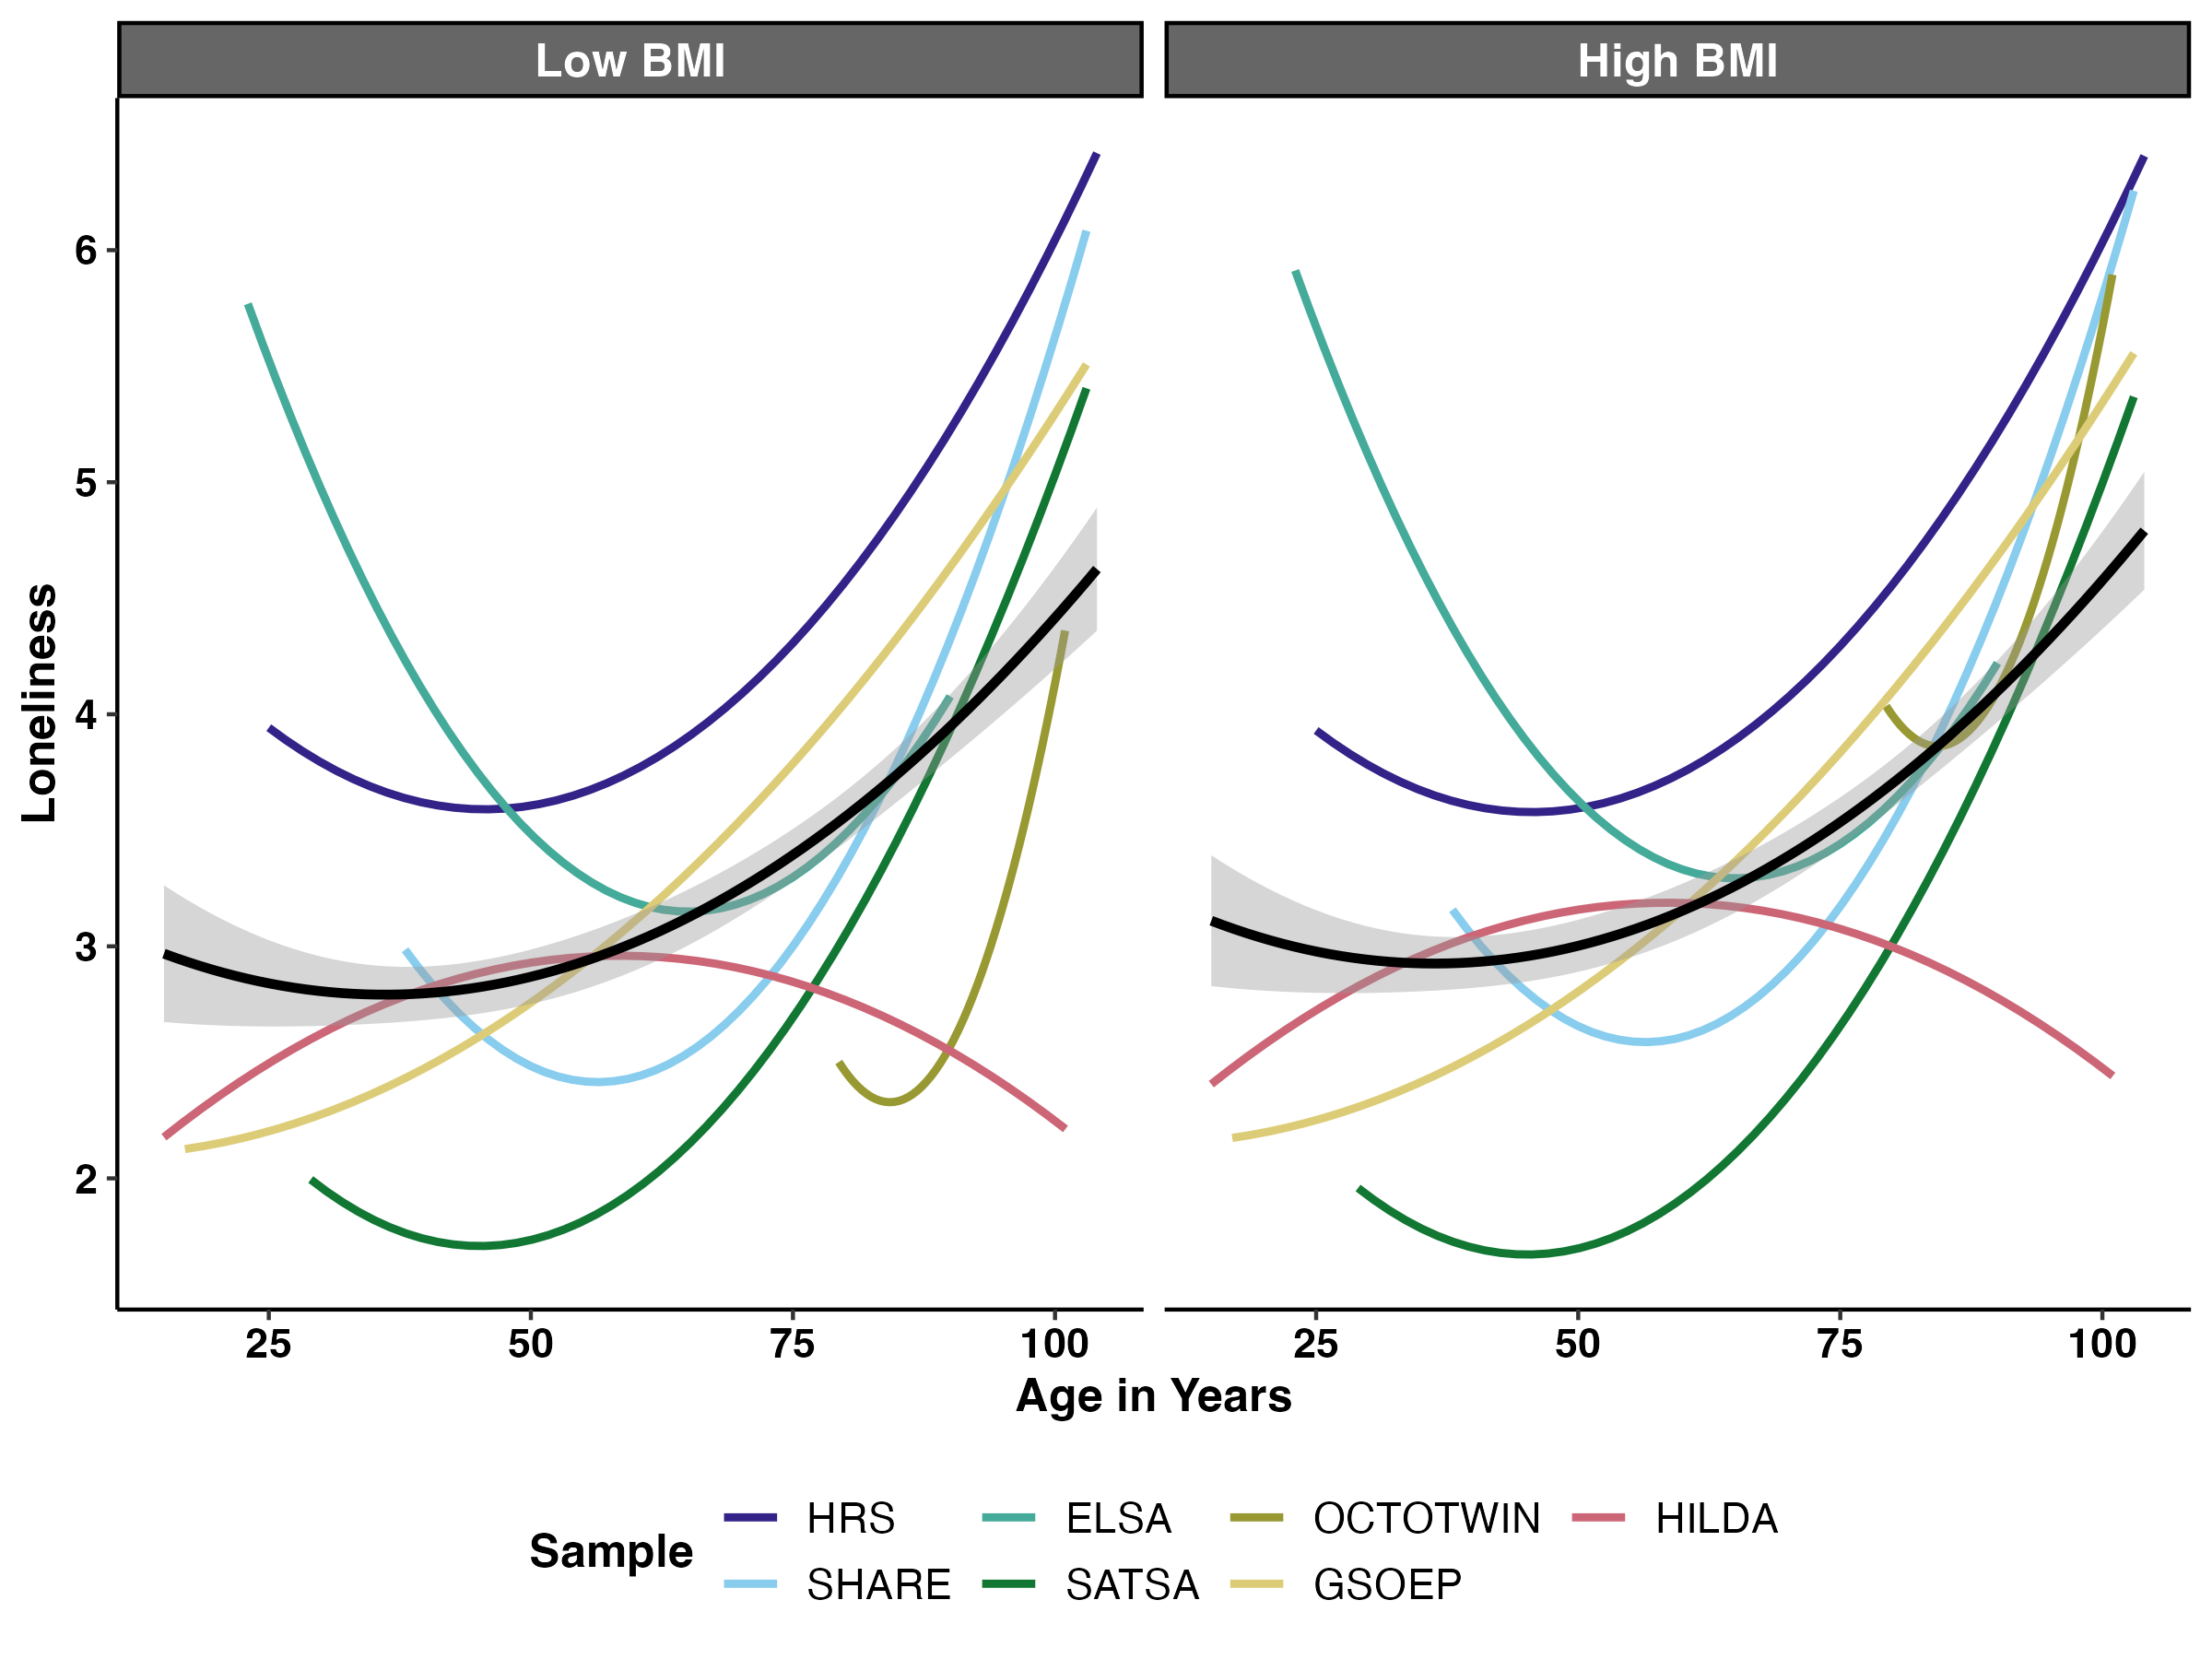 Low BMI High BMI
6
5
4
3
2
Loneliness
25 50 75 100 25 50 75 100
Age in Years
Sample
HRS ELSA OCTOTWIN HILDA
SHARE SATSA GSOEP